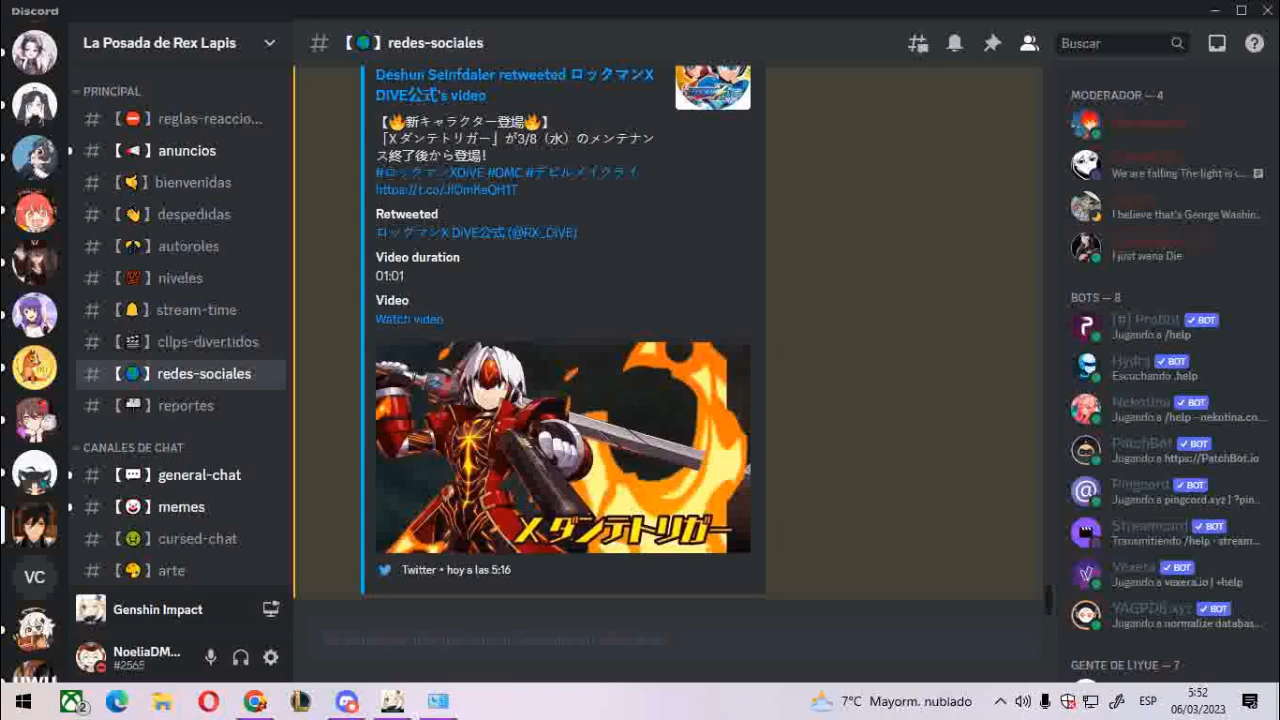 Discord
La Posada de Rex Lapis
【🌎】redes-sociales
Buscar
PRINCIPAL
【⛔】reglas-reaccio...
【📢】anuncios
【👋】bienvenidas
【👋】despedidas
【】autoroles
【💯】niveles
【🔔】stream-time
【🎬】clips-divertidos
【🌎】redes-sociales
【】reportes
CANALES DE CHAT
【💬】general-chat
【🤡】memes
【🤢】cursed-chat
【🎨】arte
VC
Genshin Impact
NoeliaDM...
#2565
Deshun Seinfdaler retweeted ロックマンX
DiVE公式's video
【🔥新キャラクター登場🔥】
「X ダンテトリガー」が3/8（水）のメンテナン
ス終了後から登場！
#ロックマンXDiVE #DMC #デビルメイクライ
Retweeted
ロックマンX DiVE公式 (@RX_DiVE)
Video duration
01:01
Video
Watch video
X ダンテトリガー
Twitter • hoy a las 5:16
MODERADOR — 4
We are falling The light is c...
I believe that's George Washin...
I just wana Die
BOTS — 8
[#] ProBot ✓ BOT
Jugando a /help
Hydra ✓ BOT
Escuchando .help
Nekotina ✓ BOT
Jugando a /help ~nekotina.co...
PatchBot ✓ BOT
Jugando a https://PatchBot.io
Pingcord ✓ BOT
Jugando a pingcord.xyz | ?pin...
Streamcord ✓ BOT
Transmitiendo /help · stream...
Vexera ✓ BOT
Jugando a vexera.io | +help
YAGPDB.xyz ✓ BOT
Jugando a normalize databas...
GENTE DE LIYUE — 7
2
7°C Mayorm. nublado
ESP
5:52
06/03/2023